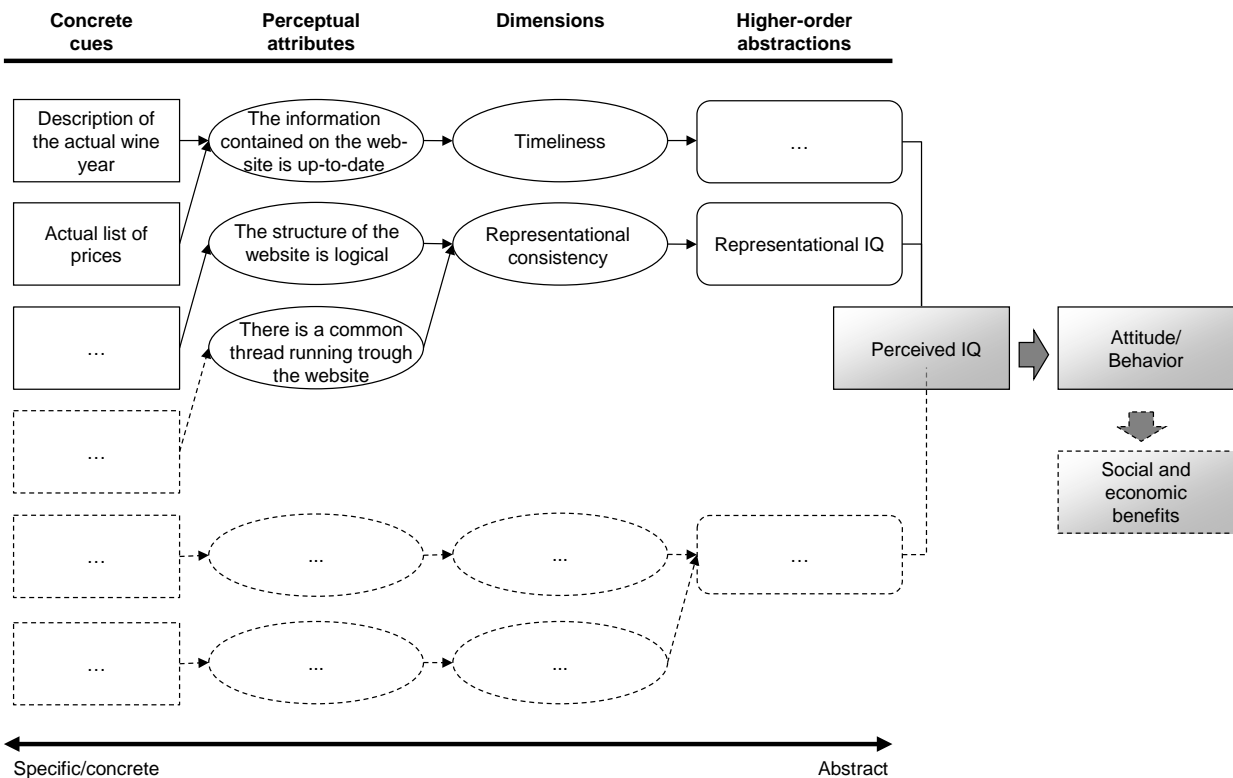 Concrete
cues
Perceptual
attributes
Dimensions
Higher-order
abstractions
Description of
the actual wine
year
The information
contained on the web-
site is up-to-date
Timeliness
…
Actual list of
prices
The structure of the
website is logical
Representational
consistency
Representational IQ
…
There is a common
thread running trough
the website
Perceived IQ
Attitude/
Behavior
…
Social and
economic
benefits
…
...
...
…
…
...
...
Specific/concrete
Abstract